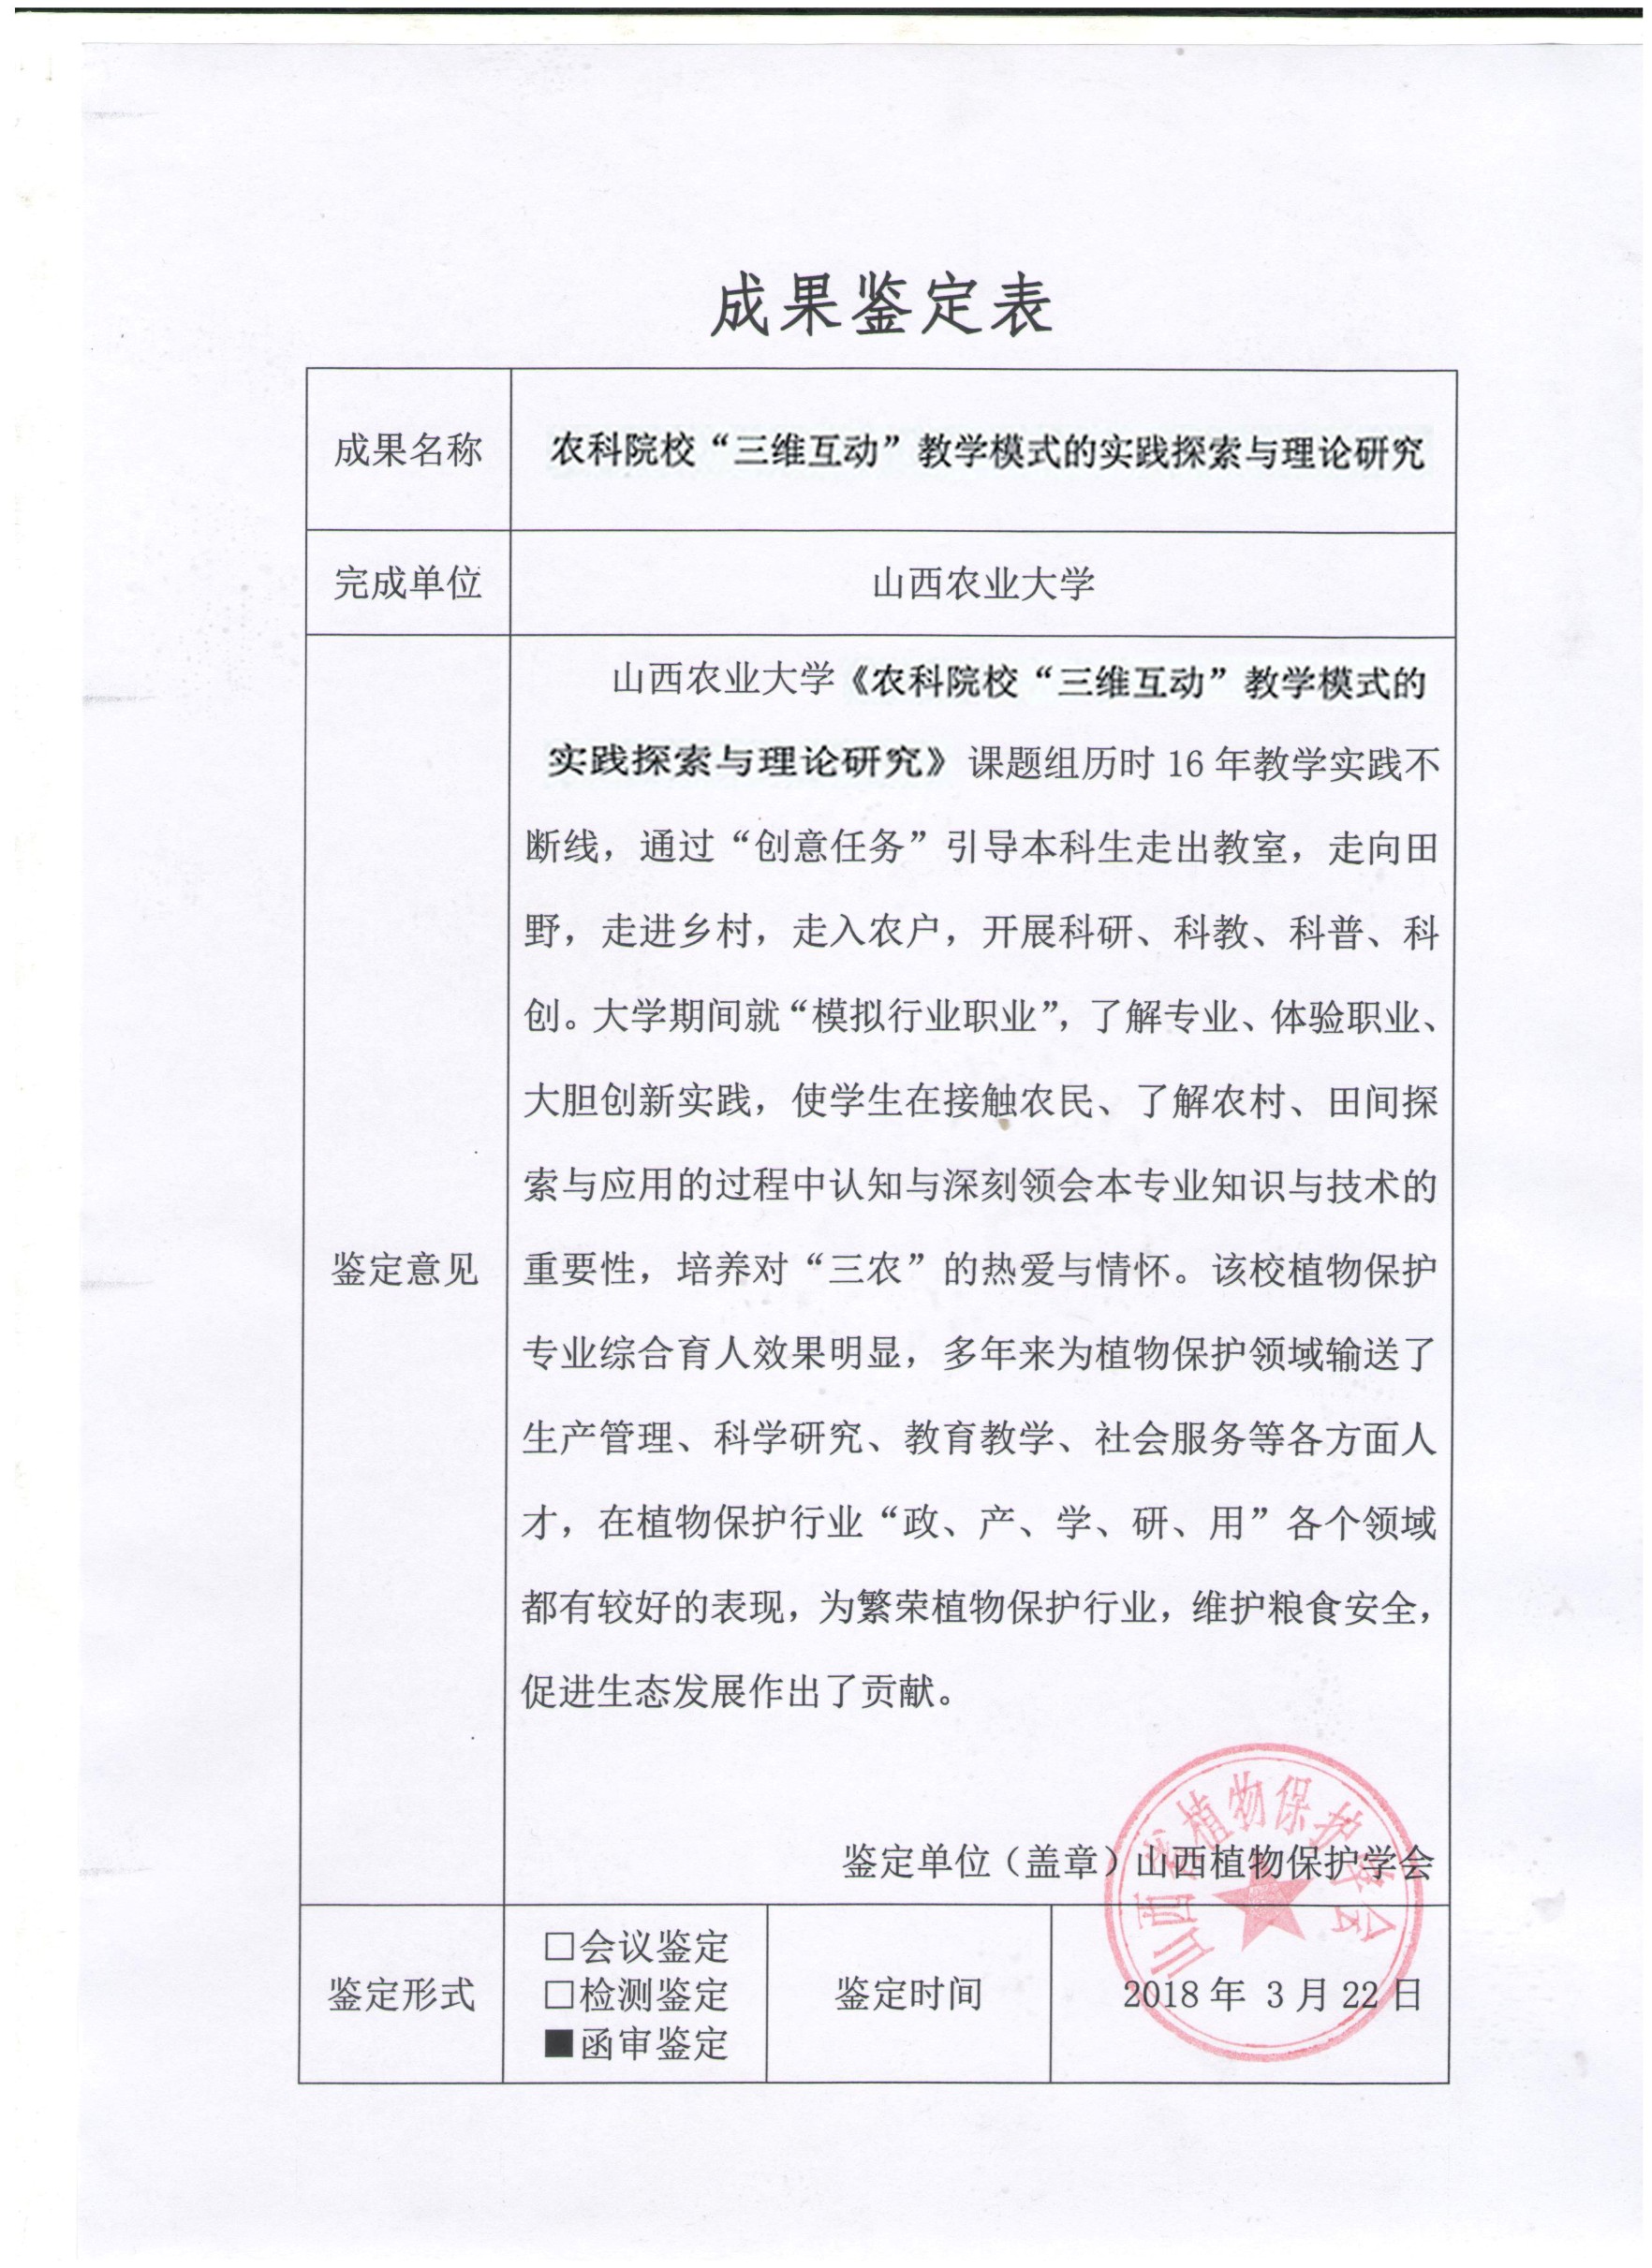 成果鉴定表
成果名称
农科院校“三维互动”教学模式的实践探索与理论研究
完成单位
山西农业大学
鉴定意见
山西农业大学《农科院校“三维互动”教学模式的
实践探索与理论研究》课题组历时 16 年教学实践不
断线，通过“创意任务”引导本科生走出教室，走向田
野，走进乡村，走入农户，开展科研、科教、科普、科
创。大学期间就“模拟行业职业”，了解专业、体验职业、
大胆创新实践，使学生在接触农民、了解农村、田间探
索与应用的过程中认知与深刻领会本专业知识与技术的
重要性，培养对“三农”的热爱与情怀。该校植物保护
专业综合育人效果明显，多年来为植物保护领域输送了
生产管理、科学研究、教育教学、社会服务等各方面人
才，在植物保护行业“政、产、学、研、用”各个领域
都有较好的表现，为繁荣植物保护行业，维护粮食安全，
促进生态发展作出了贡献。
鉴定单位（盖章）山西植物保护学会
山西省植物保护学会
鉴定形式
□会议鉴定
□检测鉴定
■函审鉴定
鉴定时间
2018 年 3 月 22 日